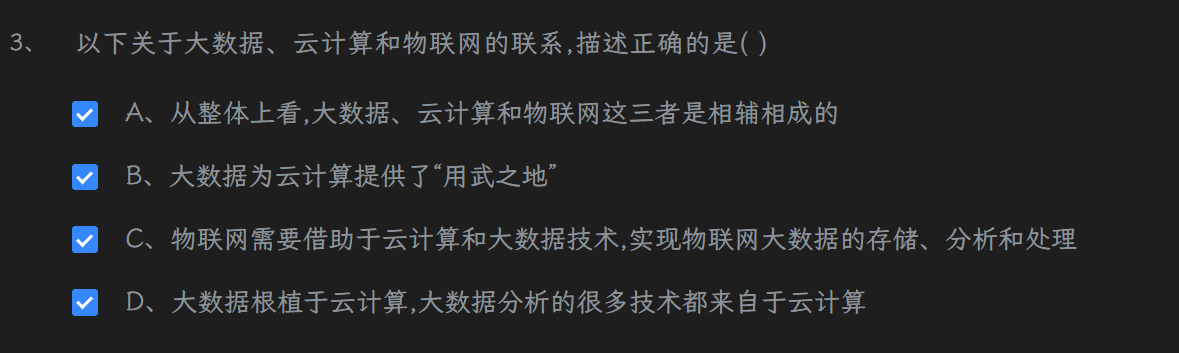 3、 以下关于大数据、云计算和物联网的联系,描述正确的是( )
A、从整体上看,大数据、云计算和物联网这三者是相辅相成的
B、大数据为云计算提供了“用武之地”
C、物联网需要借助于云计算和大数据技术,实现物联网大数据的存储、分析和处理
D、大数据根植于云计算,大数据分析的很多技术都来自于云计算